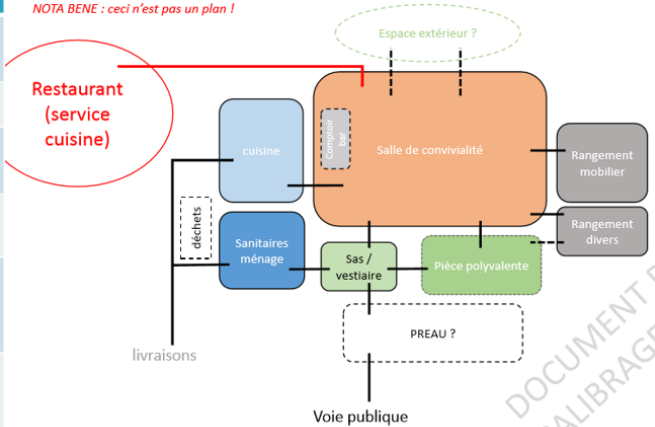 NOTA BENE : ceci n'est pas un plan !
Espace extérieur ?
Restaurant
(service
cuisine)
cuisine
Comptoir
bar
Salle de convivialité
Rangement
mobilier
déchets
Sanitaires
ménage
Sas /
vestiaire
Pièce polyvalente
Rangement
divers
PREAU ?
livraisons
Voie publique
DOCUMENT